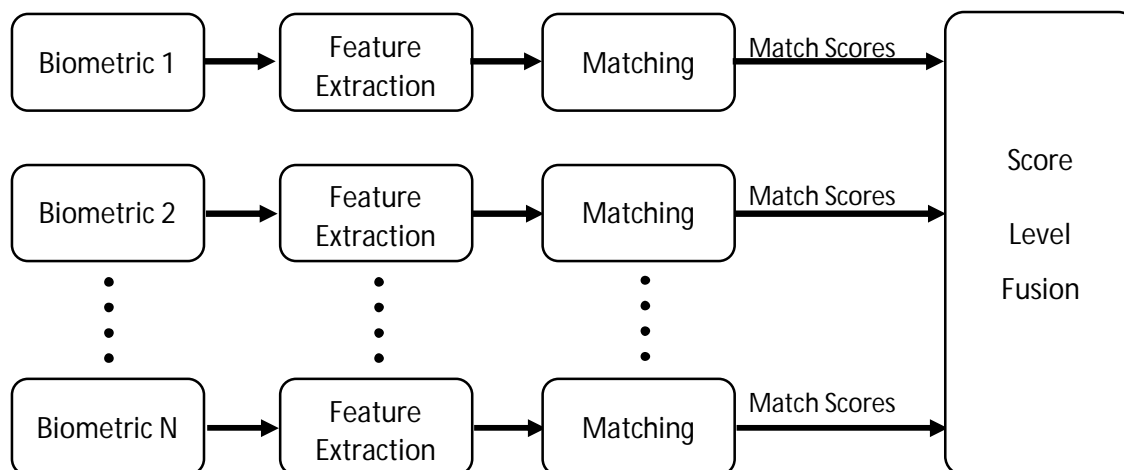 Biometric 1
Feature
Extraction
Matching
Match Scores
Biometric 2
Feature
Extraction
Matching
Match Scores
Biometric N
Feature
Extraction
Matching
Match Scores
Score
Level
Fusion